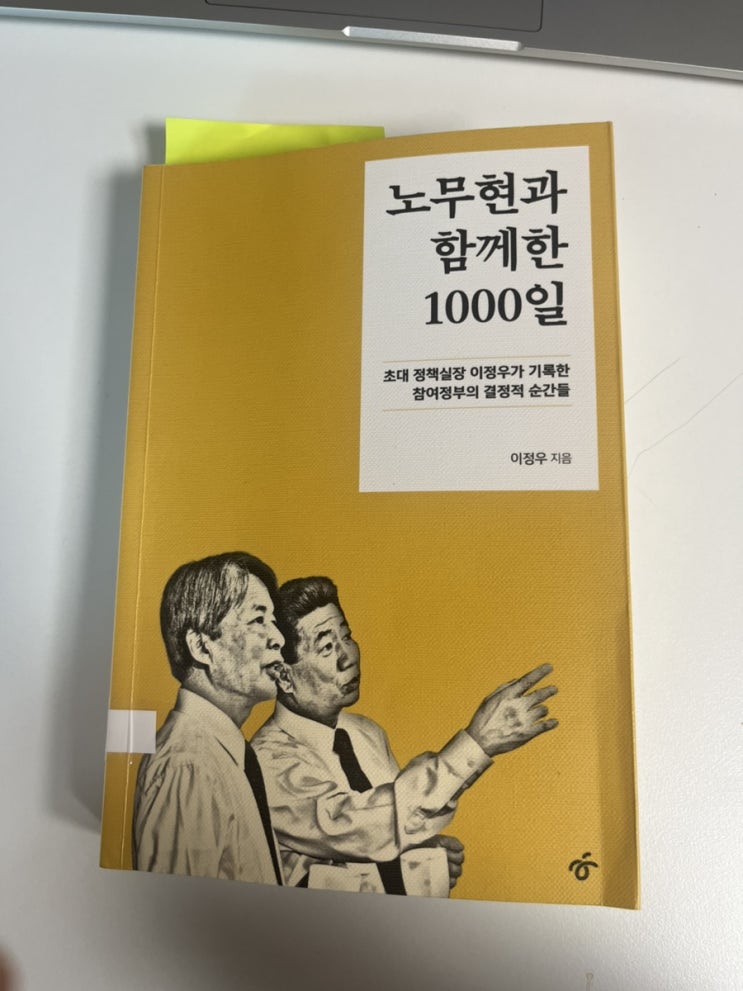 노무현과
함께한
1000일
초대 정책실장 이정우가 기록한
참여정부의 결정적 순간들
이정우 지음